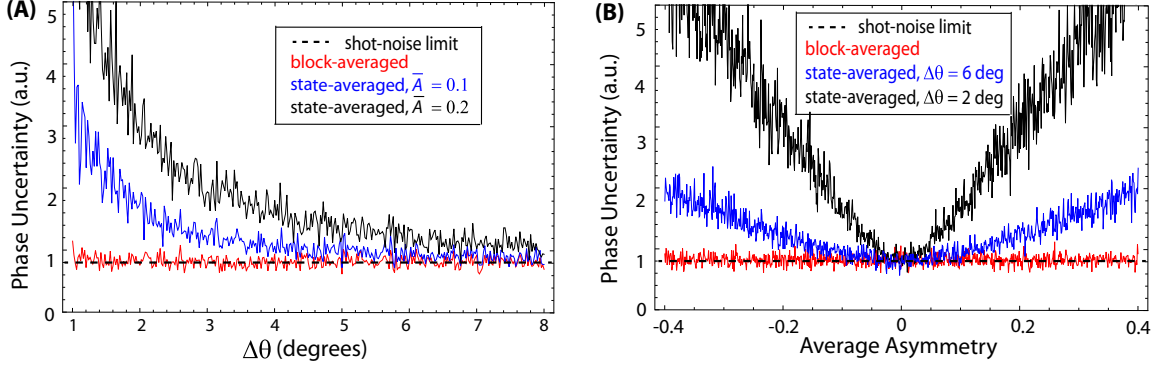 (A)
5
4
3
2
1
0
Phase Uncertainty (a.u.)
shot-noise limit
block-averaged
state-averaged, A̅ = 0.1
state-averaged, A̅ = 0.2
1 2 3 4 5 6 7 8
Δθ (degrees)
(B)
5
4
3
2
1
0
Phase Uncertainty (a.u.)
shot-noise limit
block-averaged
state-averaged, Δθ = 6 deg
state-averaged, Δθ = 2 deg
-0.4 -0.2 0 0.2 0.4
Average Asymmetry